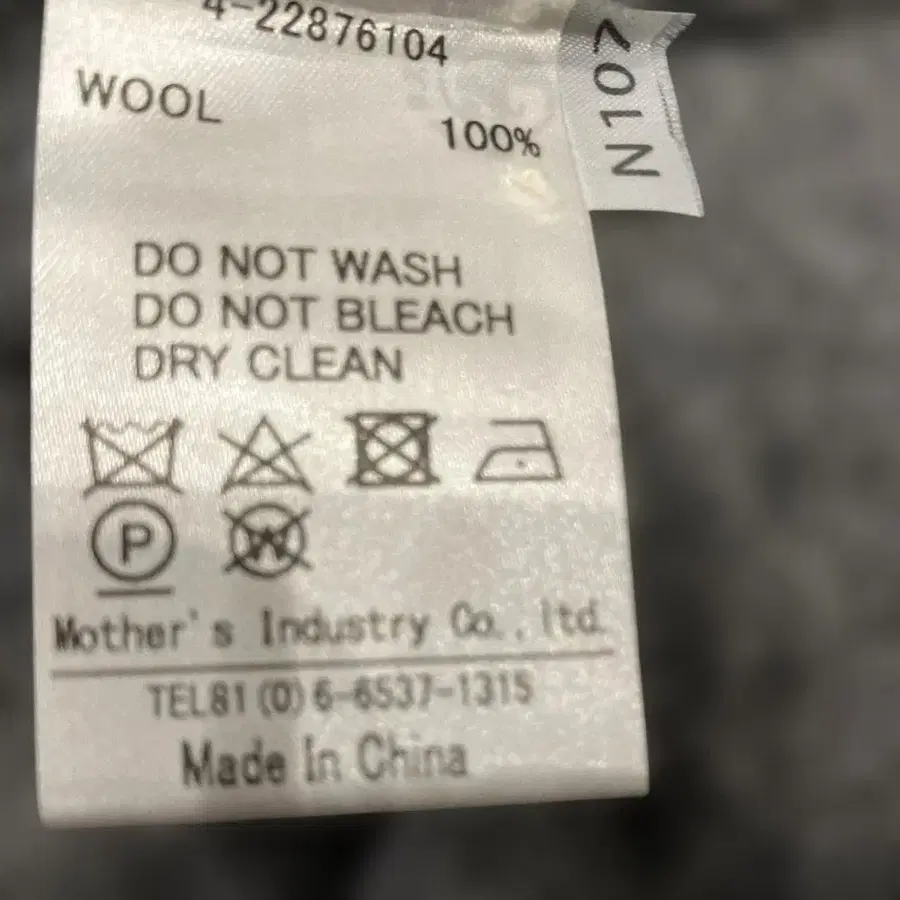 4-22876104
WOOL
100%
N107
DO NOT WASH
DO NOT BLEACH
DRY CLEAN
P
W
Mother's Industry Co., ltd.
TEL81(0)6-6537-1315
Made In China